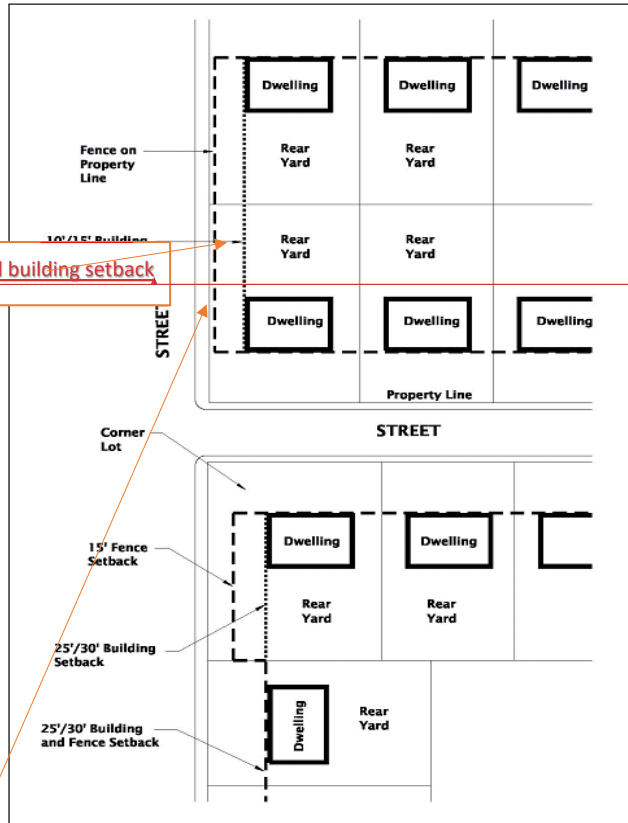 Dwelling
Dwelling
Dwelling
Fence on
Property
Line
Rear
Yard
Rear
Yard
10'/15' Building
building setback
Rear
Yard
Rear
Yard
STREET
Dwelling
Dwelling
Dwelling
Property Line
STREET
Corner
Lot
15' Fence
Setback
Dwelling
Dwelling
Rear
Yard
Rear
Yard
25'/30' Building
Setback
Dwelling
Rear
Yard
25'/30' Building
and Fence Setback